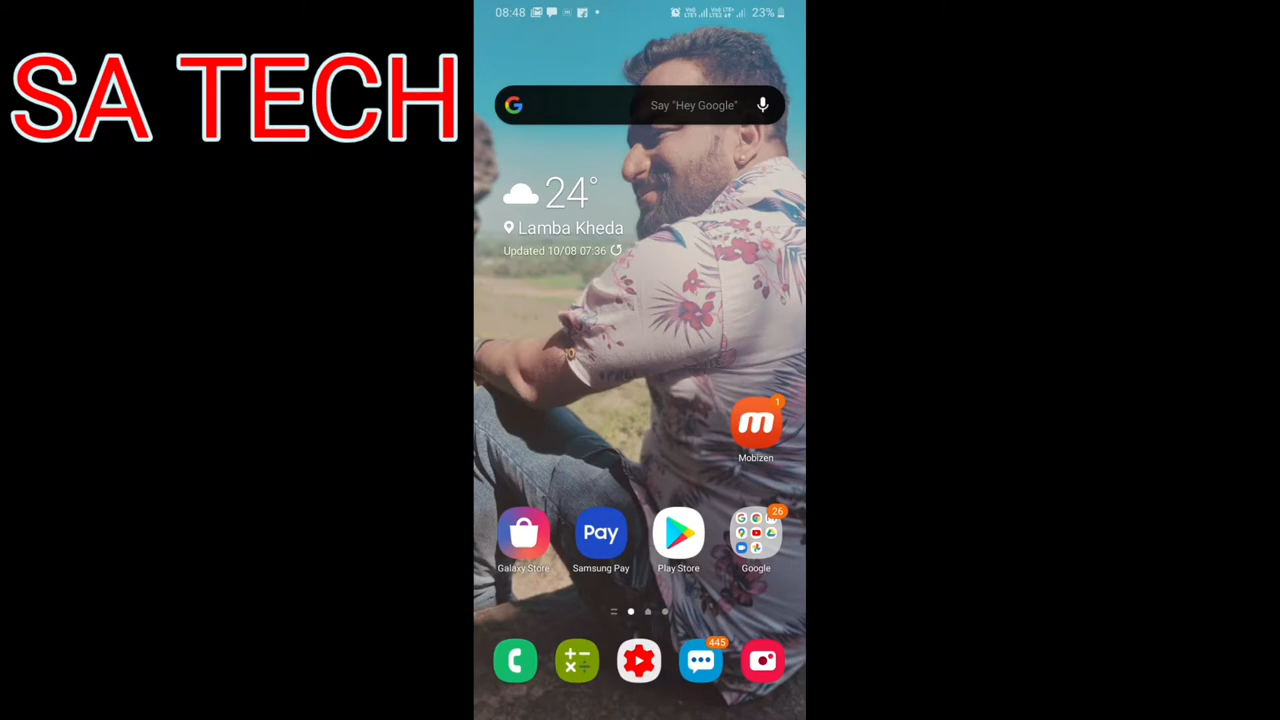 SA TECH
08:48
23%
Say "Hey Google"
24°
Lamba Kheda
Updated 10/08 07:36
1
m
Mobizen
26
Pay
Galaxy Store
Samsung Pay
Play Store
Google
445